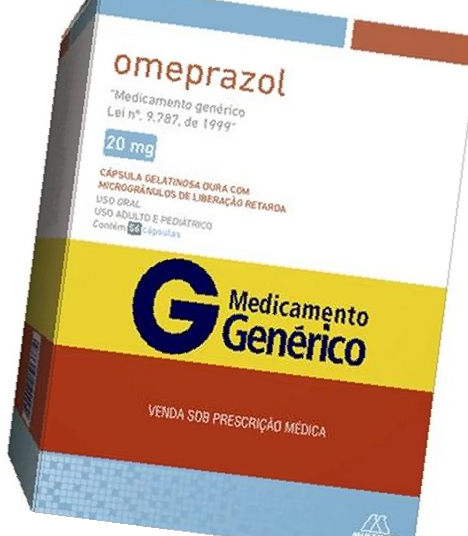 omeprazol
"Medicamento genérico
Lei nº. 9.787, de 1999"
20 mg
CÁPSULA GELATINOSA DURA COM
MICROGRÂNULOS DE LIBERAÇÃO RETARDA
USO ORAL
USO ADULTO E PEDIÁTRICO
Contém 56 cápsulas
G Medicamento
Genérico
VENDA SOB PRESCRIÇÃO MÉDICA